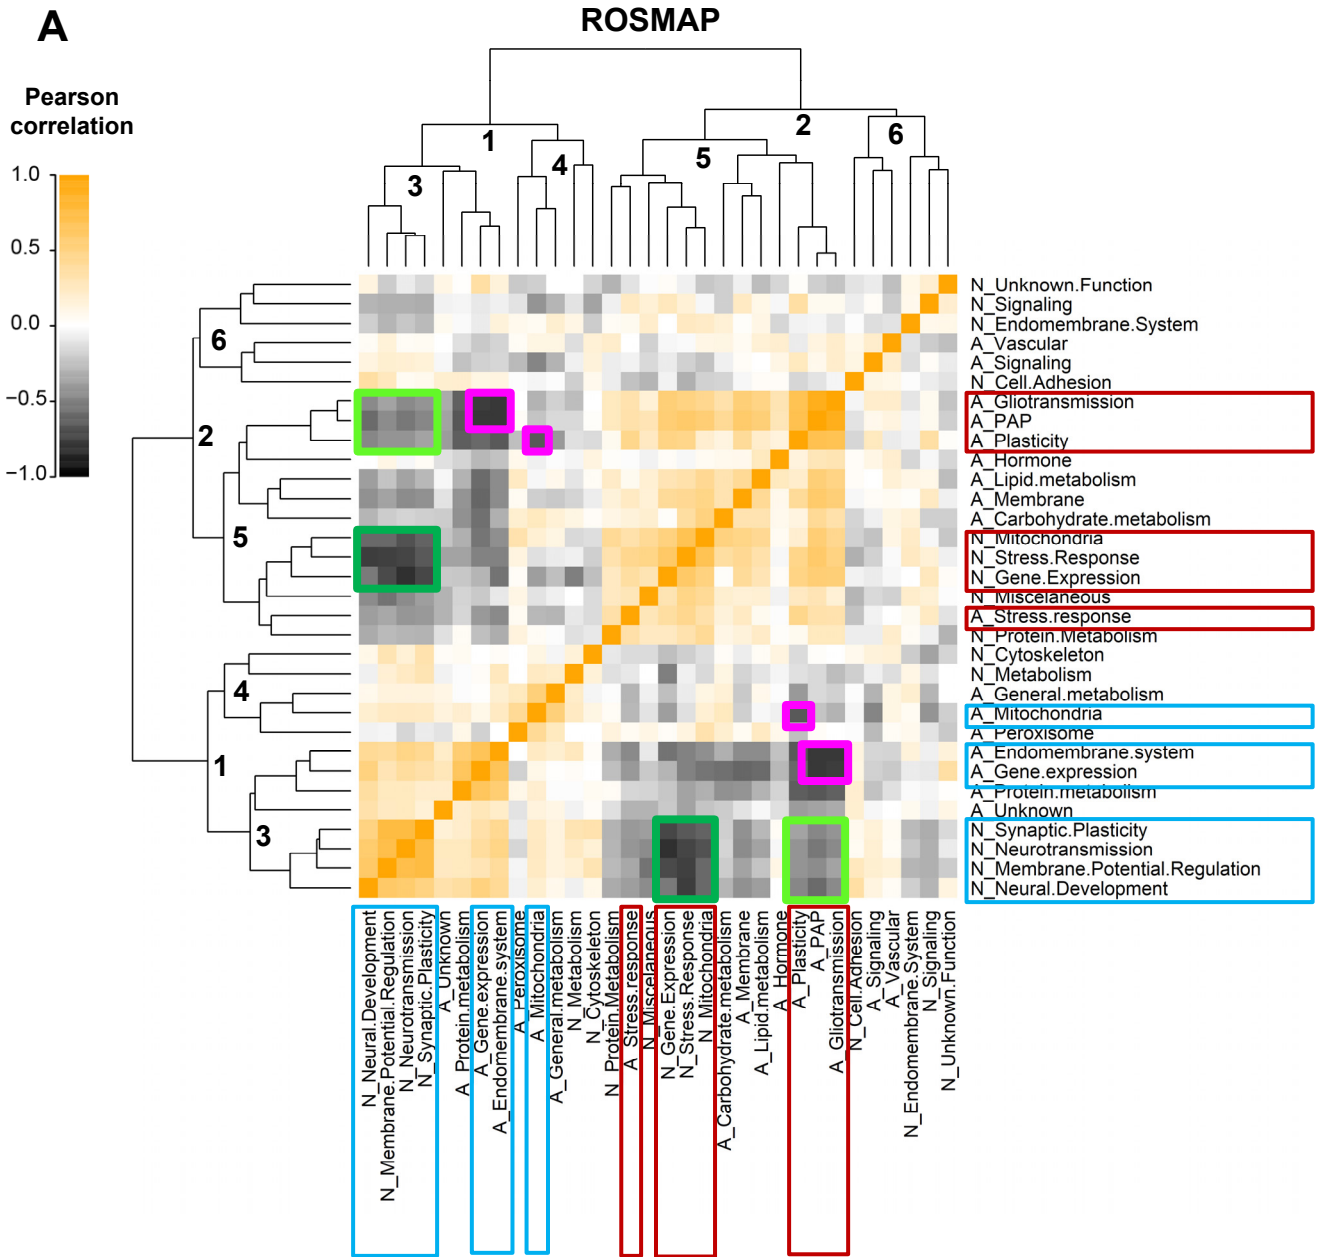 A
ROSMAP
Pearson
correlation
1.0
0.5
0.0
−0.5
−1.0
1
2
3
4
5
6
6
2
5
4
1
3
N_Unknown.Function
N_Signaling
N_Endomembrane.System
A_Vascular
A_Signaling
N_Cell.Adhesion
A_Gliotransmission
A_PAP
A_Plasticity
A_Hormone
A_Lipid.metabolism
A_Membrane
A_Carbohydrate.metabolism
N_Mitochondria
N_Stress.Response
N_Gene.Expression
N_Miscelaneous
A_Stress.response
N_Protein.Metabolism
N_Cytoskeleton
N_Metabolism
A_General.metabolism
A_Mitochondria
A_Peroxisome
A_Endomembrane.system
A_Gene.expression
A_Protein.metabolism
A_Unknown
N_Synaptic.Plasticity
N_Neurotransmission
N_Membrane.Potential.Regulation
N_Neural.Development
N_Neural.Development
N_Membrane.Potential.Regulation
N_Neurotransmission
N_Synaptic.Plasticity
A_Unknown
A_Protein.metabolism
A_Gene.expression
A_Endomembrane.system
A_Peroxisome
A_Mitochondria
A_General.metabolism
N_Metabolism
N_Cytoskeleton
N_Protein.Metabolism
A_Stress.response
N_Miscelaneous
N_Gene.Expression
N_Stress.Response
N_Mitochondria
A_Carbohydrate.metabolism
A_Membrane
A_Lipid.metabolism
A_Hormone
A_Plasticity
A_PAP
A_Gliotransmission
N_Cell.Adhesion
A_Signaling
A_Vascular
N_Endomembrane.System
N_Signaling
N_Unknown.Function